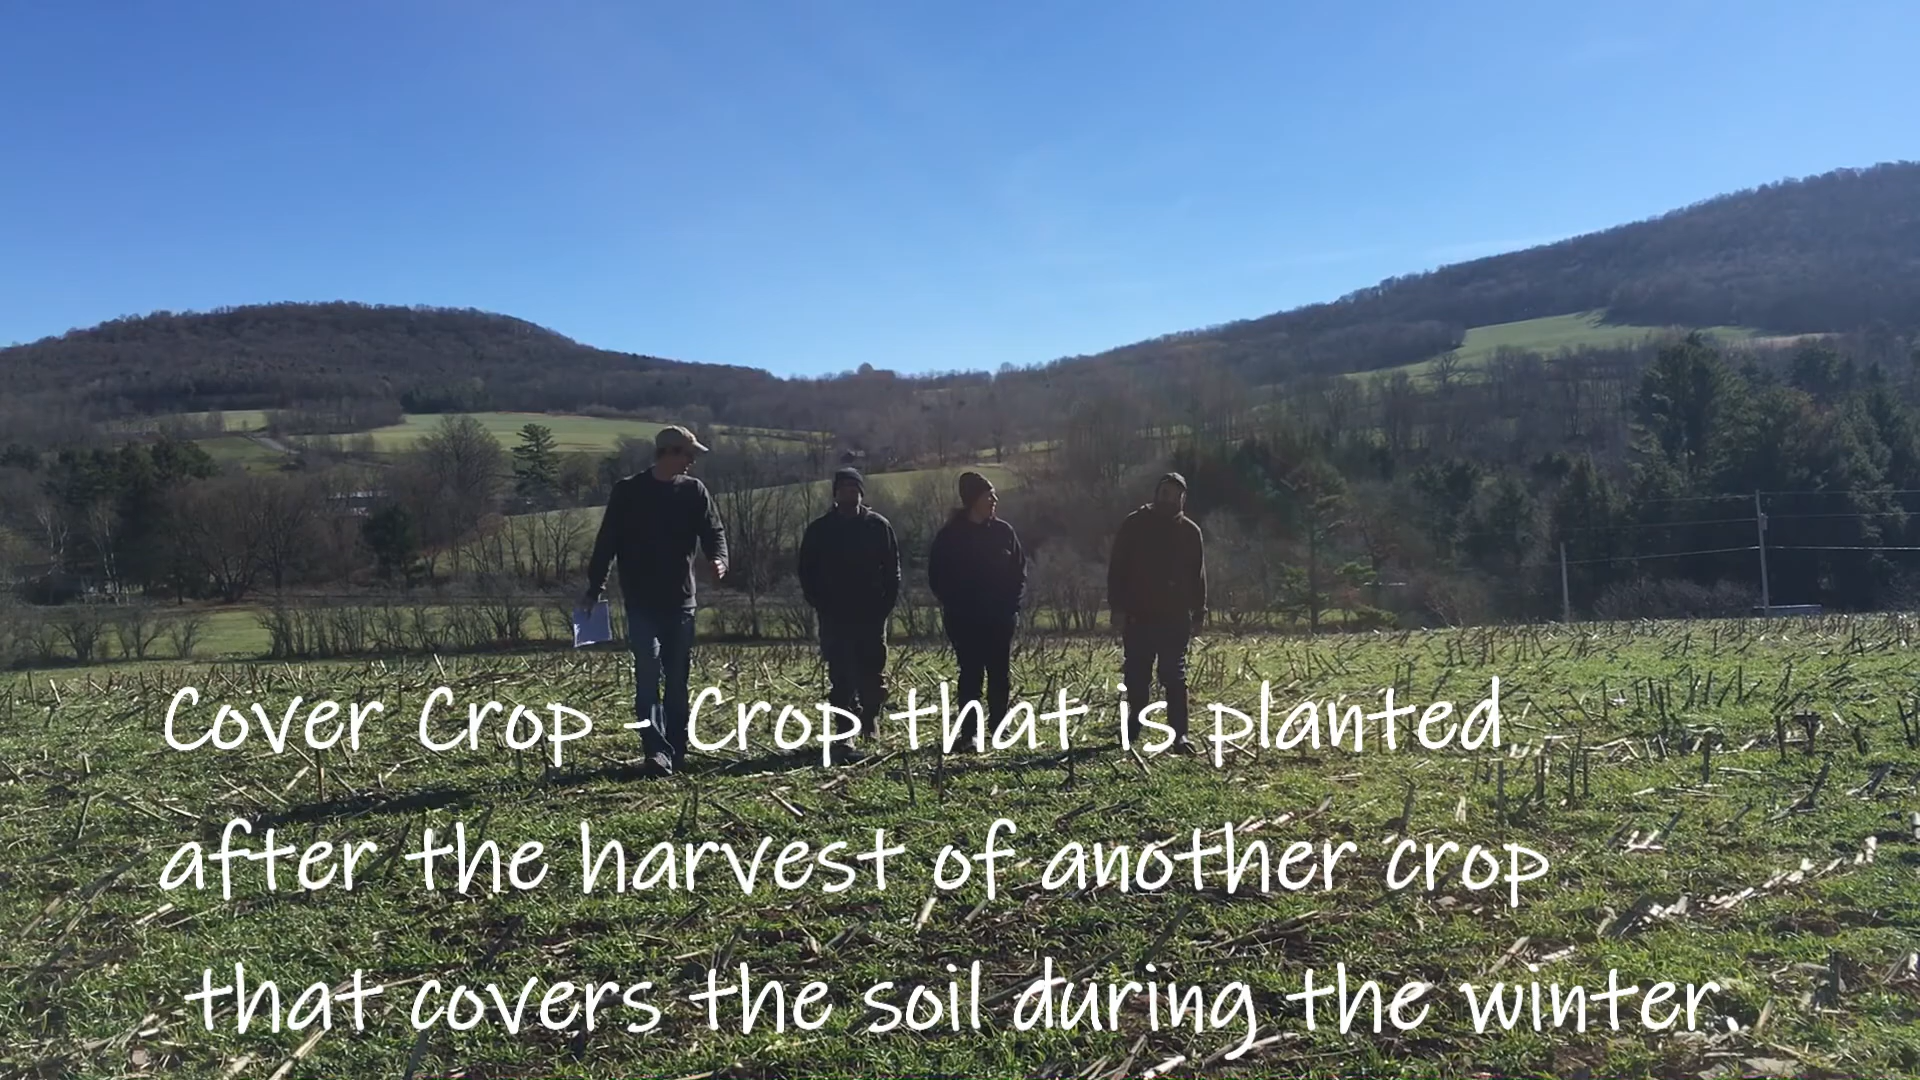 Cover Crop - Crop that is planted
after the harvest of another crop
that covers the soil during the winter.